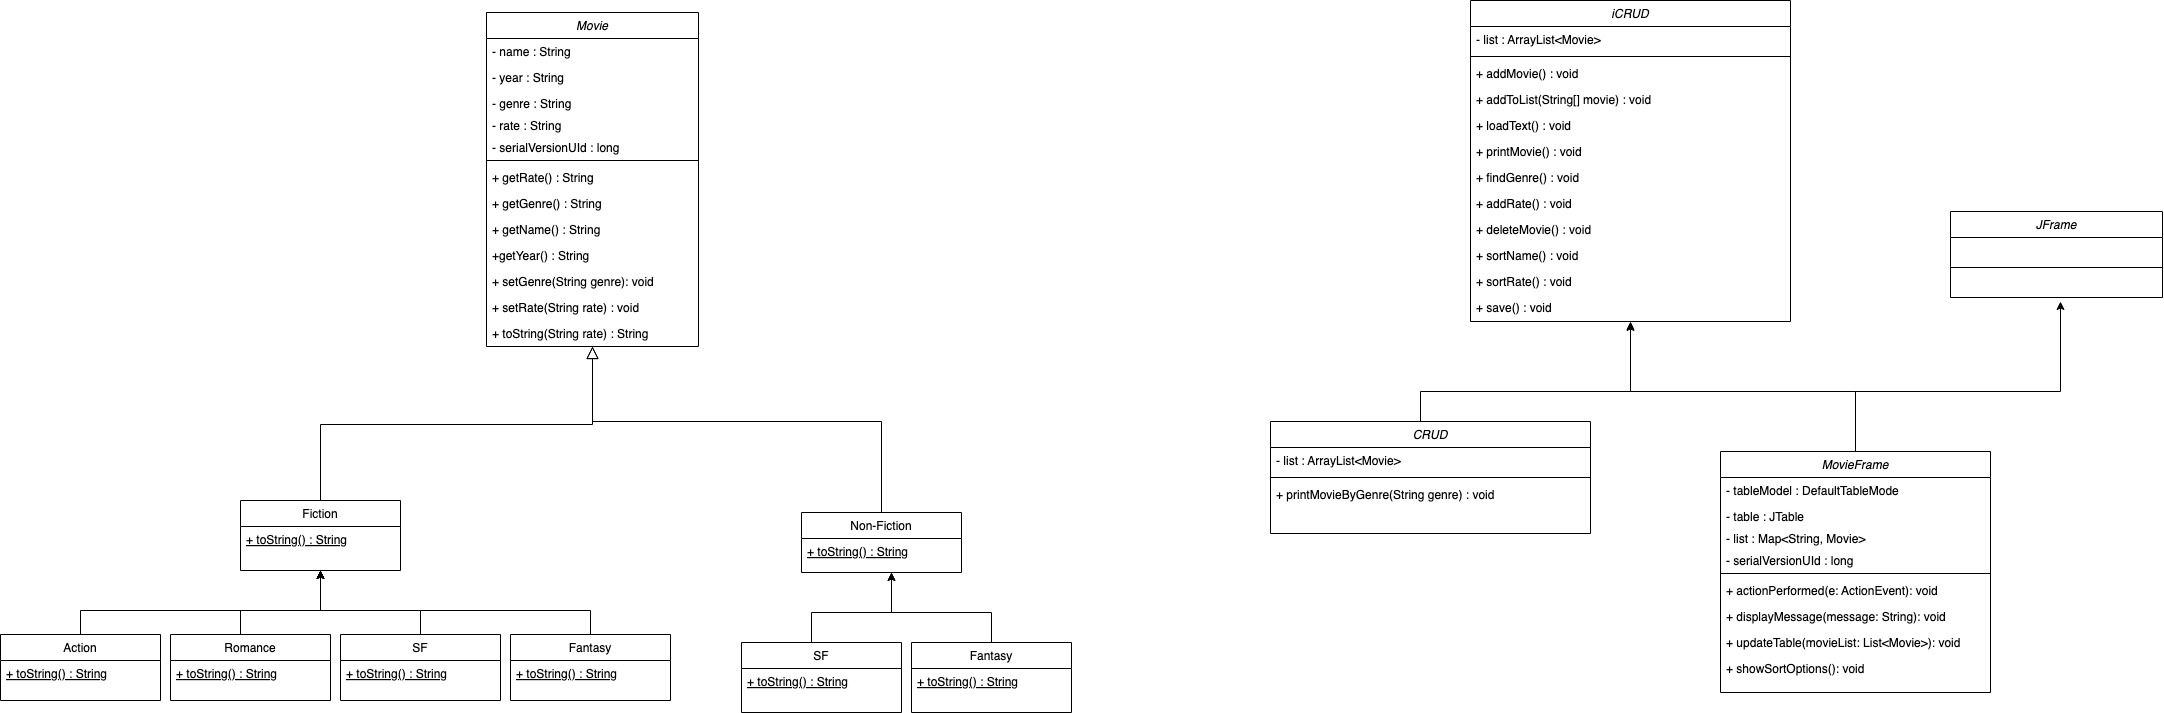 Movie
- name : String
- year : String
- genre : String
- rate : String
- serialVersionUId : long
+ getRate() : String
+ getGenre() : String
+ getName() : String
+getYear() : String
+ setGenre(String genre): void
+ setRate(String rate) : void
+ toString(String rate) : String
Fiction
+ toString() : String
Non-Fiction
+ toString() : String
Action
+ toString() : String
Romance
+ toString() : String
SF
+ toString() : String
Fantasy
+ toString() : String
SF
+ toString() : String
Fantasy
+ toString() : String
iCRUD
- list : ArrayList<Movie>
+ addMovie() : void
+ addToList(String[] movie) : void
+ loadText() : void
+ printMovie() : void
+ findGenre() : void
+ addRate() : void
+ deleteMovie() : void
+ sortName() : void
+ sortRate() : void
+ save() : void
JFrame
CRUD
- list : ArrayList<Movie>
+ printMovieByGenre(String genre) : void
MovieFrame
- tableModel : DefaultTableMode
- table : JTable
- list : Map<String, Movie>
- serialVersionUId : long
+ actionPerformed(e: ActionEvent): void
+ displayMessage(message: String): void
+ updateTable(movieList: List<Movie>): void
+ showSortOptions(): void